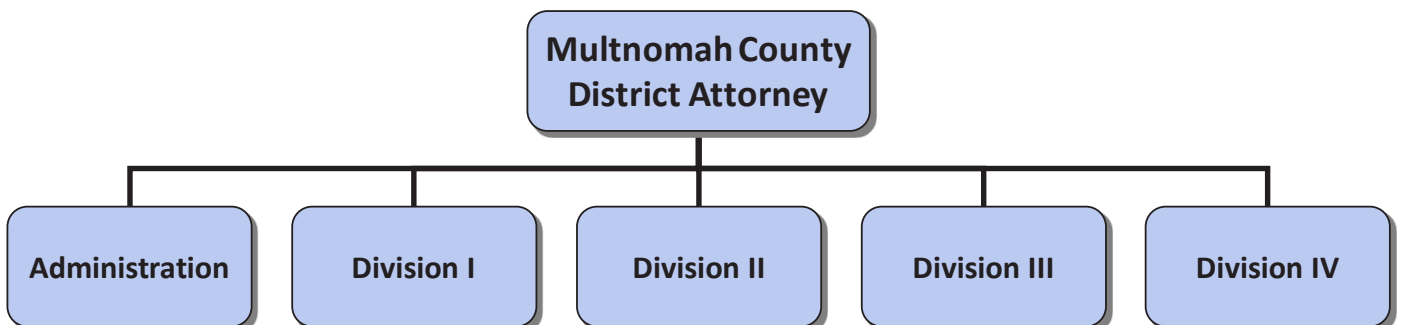 Multnomah County
District Attorney
Administration
Division I
Division II
Division III
Division IV